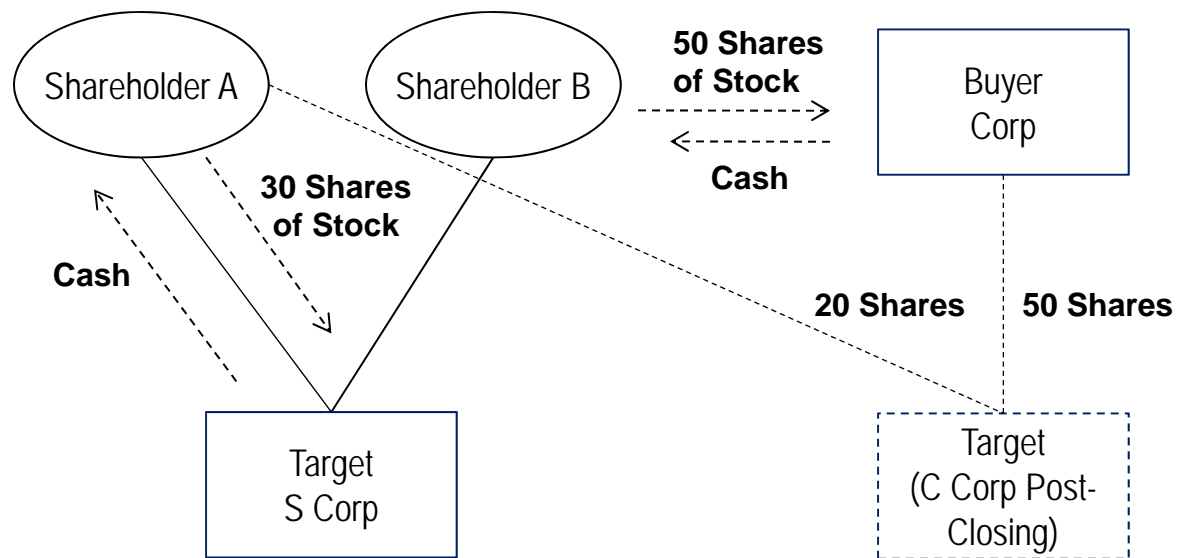 Shareholder A
Shareholder B
50 Shares
of Stock
Cash
Buyer
Corp
30 Shares
of Stock
Cash
20 Shares
50 Shares
Target
S Corp
Target
(C Corp Post-
Closing)